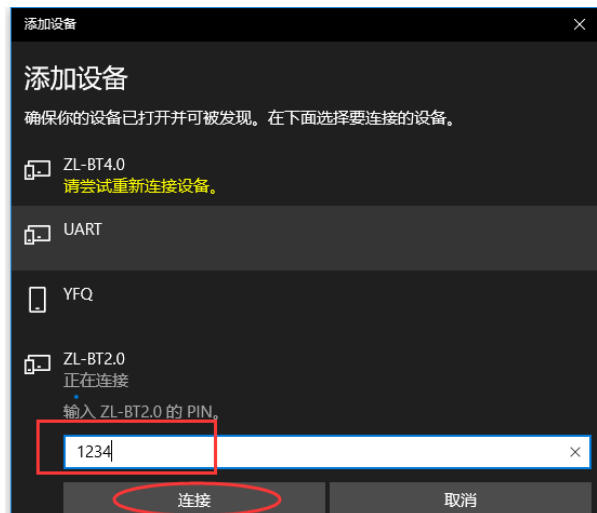 添加设备
添加设备
确保你的设备已打开并可被发现。在下面选择要连接的设备。
ZL-BT4.0
请尝试重新连接设备。
UART
YFQ
ZL-BT2.0
正在连接
输入 ZL-BT2.0 的 PIN。
1234
连接 取消